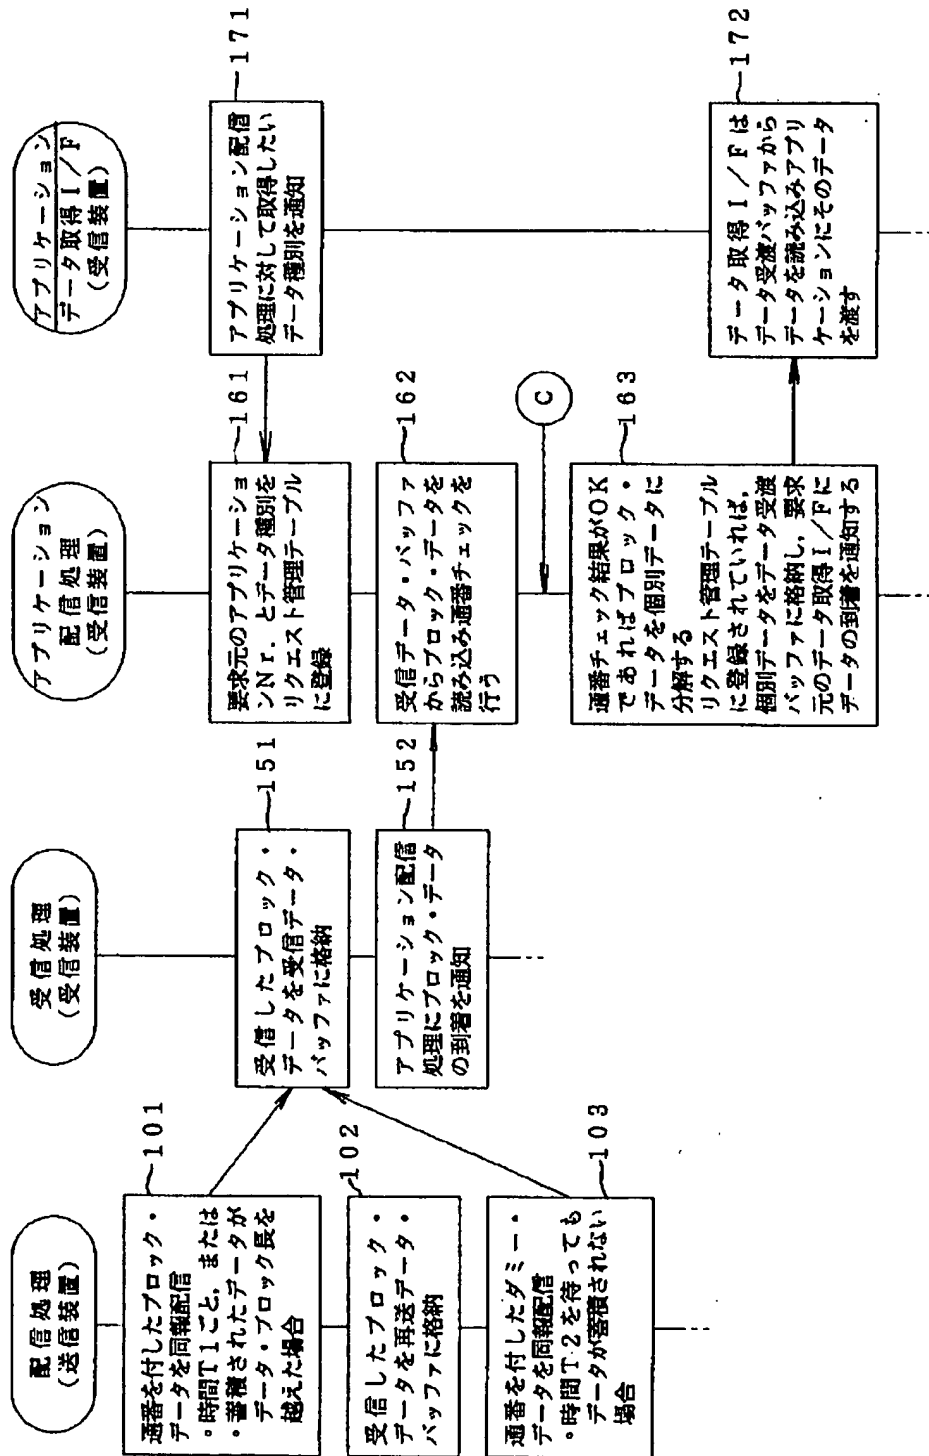 配信処理
(送信装置)
通番を付したブロック・
データを同報配信
・時間T1ごと，または
・蓄積されたデータが
データ・ブロック長を
越えた場合
101
受信したブロック・
データを再送データ・
バッファに格納
102
通番を付したダミー・
データを同報配信
・時間T2を待っても
データが蓄積されない
場合
103
受信処理
(受信装置)
受信したブロック・
データを受信データ・
バッファに格納
151
アプリケーション配信
処理にブロック・データ
の到着を通知
152
アプリケーション
配信処理
(受信装置)
要求元のアプリケーショ
ンNr．とデータ種別を
リクエスト管理テーブル
に登録
161
受信データ・バッファ
からブロック・データを
読み込み通番チェックを
行う
162
C
通番チェック結果がOK
であればブロック・
データを個別データに
分解する
リクエスト管理テーブル
に登録されていれば，
個別データをデータ受渡
バッファに格納し，要求
元のデータ取得I／Fに
データの到着を通知する
163
アプリケーション
データ取得I／F
(受信装置)
アプリケーション配信
処理に対して取得したい
データ種別を通知
171
データ取得I／Fは
データ受渡バッファから
データを読み込みアプリ
ケーションにそのデータ
を渡す
172